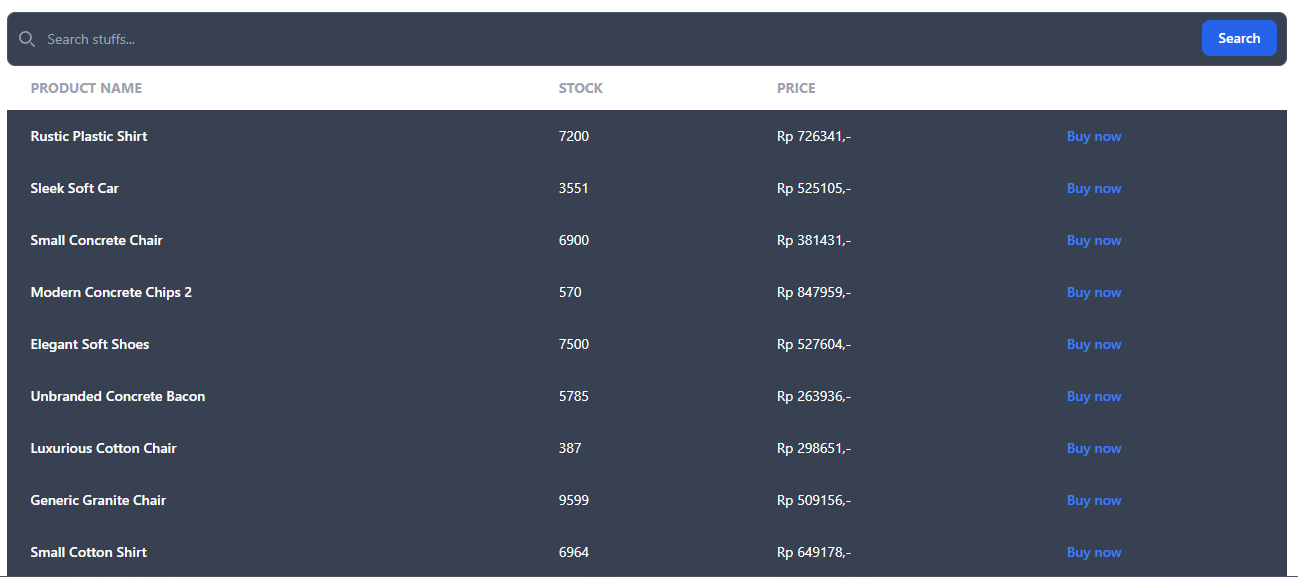 Search stuffs... Search
PRODUCT NAME STOCK PRICE
Rustic Plastic Shirt 7200 Rp 726341,- Buy now
Sleek Soft Car 3551 Rp 525105,- Buy now
Small Concrete Chair 6900 Rp 381431,- Buy now
Modern Concrete Chips 2 570 Rp 847959,- Buy now
Elegant Soft Shoes 7500 Rp 527604,- Buy now
Unbranded Concrete Bacon 5785 Rp 263936,- Buy now
Luxurious Cotton Chair 387 Rp 298651,- Buy now
Generic Granite Chair 9599 Rp 509156,- Buy now
Small Cotton Shirt 6964 Rp 649178,- Buy now